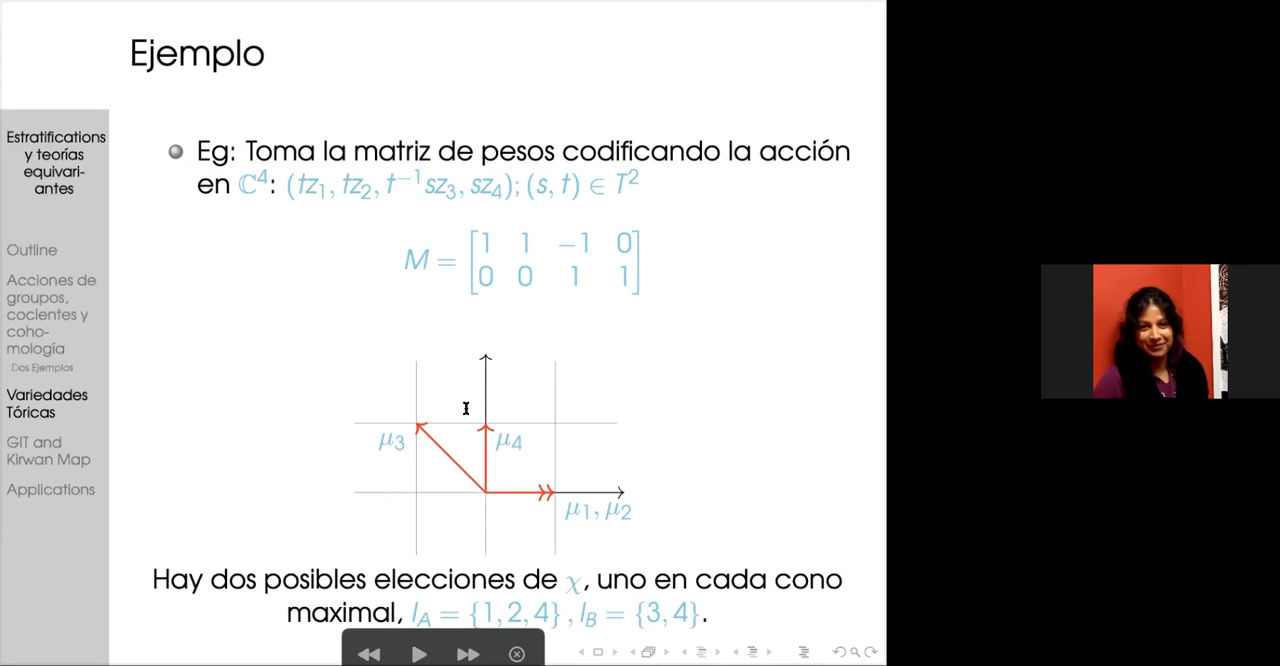 Ejemplo
Estratifications
y teorías
equivari-
antes
Outline
Acciones de
grupos,
cocientes y
coho-
mología
Dos Ejemplos
Variedades
Tóricas
GIT and
Kirwan Map
Applications
Eg: Toma la matriz de pesos codificando la acción
en ℂ⁴: (tz₁, tz₂, t⁻¹sz₃, sz₄); (s, t) ∈ T²
M = [1 1 −1 0
0 0 1 1]
μ₃ μ₄
μ₁, μ₂
Hay dos posibles elecciones de χ, uno en cada cono
maximal, I_A = {1, 2, 4}, I_B = {3, 4}.